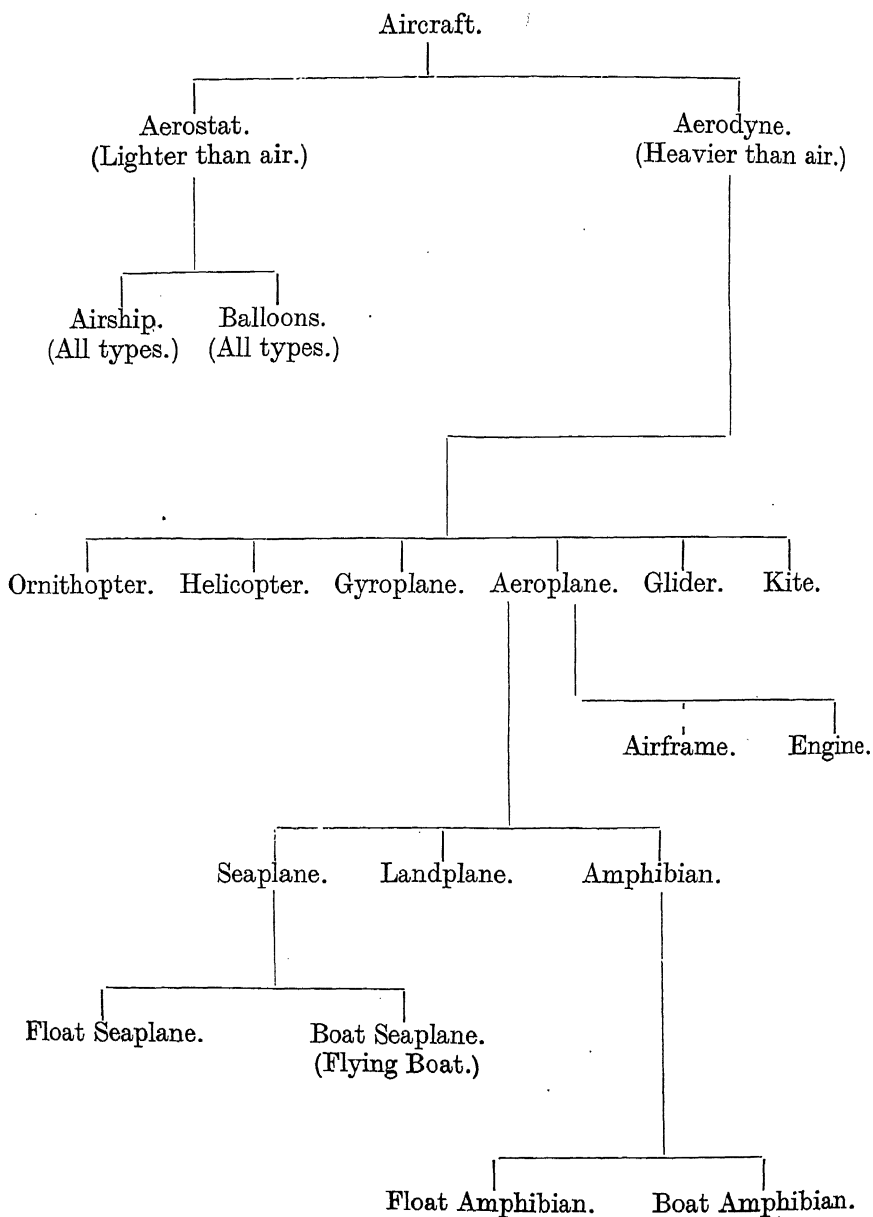 Aircraft.
Aerostat.
(Lighter than air.)
Aerodyne.
(Heavier than air.)
Airship.
(All types.)
Balloons.
(All types.)
Ornithopter. Helicopter. Gyroplane. Aeroplane. Glider. Kite.
Airframe. Engine.
Seaplane. Landplane. Amphibian.
Float Seaplane.
Boat Seaplane.
(Flying Boat.)
Float Amphibian. Boat Amphibian.